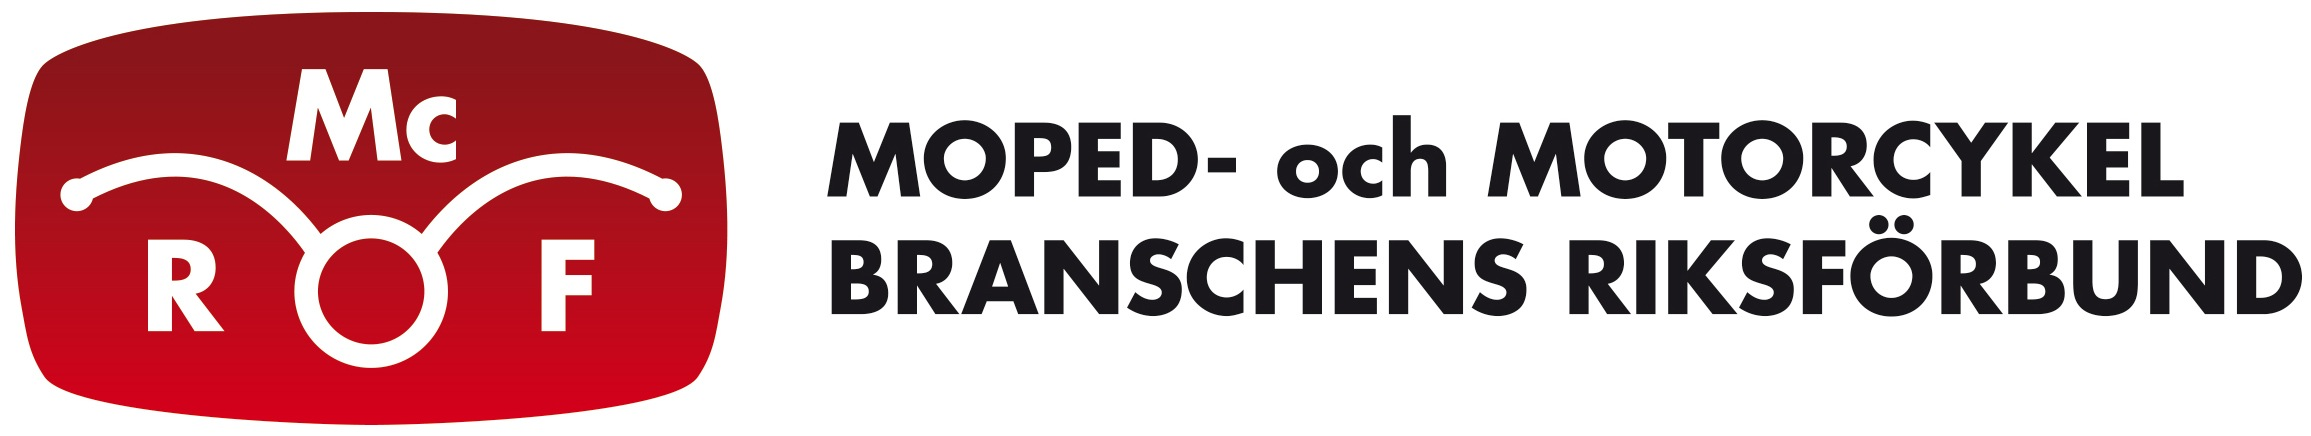 Mc
R F
MOPED- och MOTORCYKEL
BRANSCHENS RIKSFÖRBUND